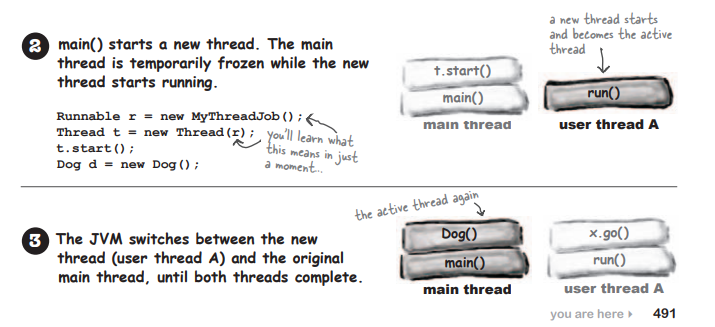 a new thread starts
and becomes the active
thread
2 main() starts a new thread. The main
thread is temporarily frozen while the new
thread starts running.
Runnable r = new MyThreadJob();
Thread t = new Thread(r);
t.start();
Dog d = new Dog();
you'll learn what
this means in just
a moment...
t.start()
main()
main thread
run()
user thread A
3 The JVM switches between the new
thread (user thread A) and the original
main thread, until both threads complete.
the active thread again
Dog()
main()
main thread
x.go()
run()
user thread A
you are here ▸ 491